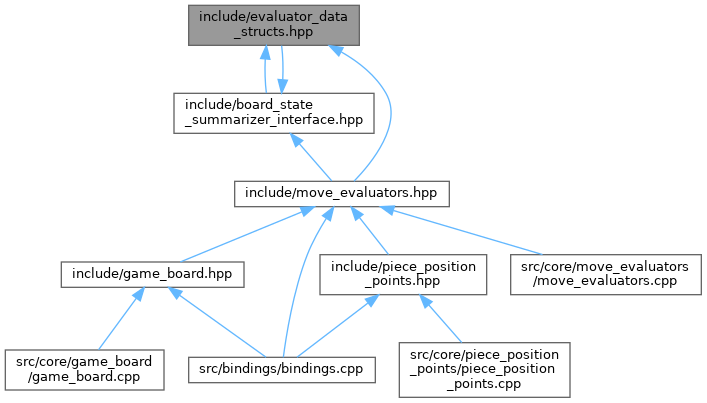 include/evaluator_data
_structs.hpp
include/board_state
_summarizer_interface.hpp
include/move_evaluators.hpp
include/game_board.hpp
include/piece_position
_points.hpp
src/core/move_evaluators
/move_evaluators.cpp
src/core/game_board
/game_board.cpp
src/bindings/bindings.cpp
src/core/piece_position
_points/piece_position
_points.cpp